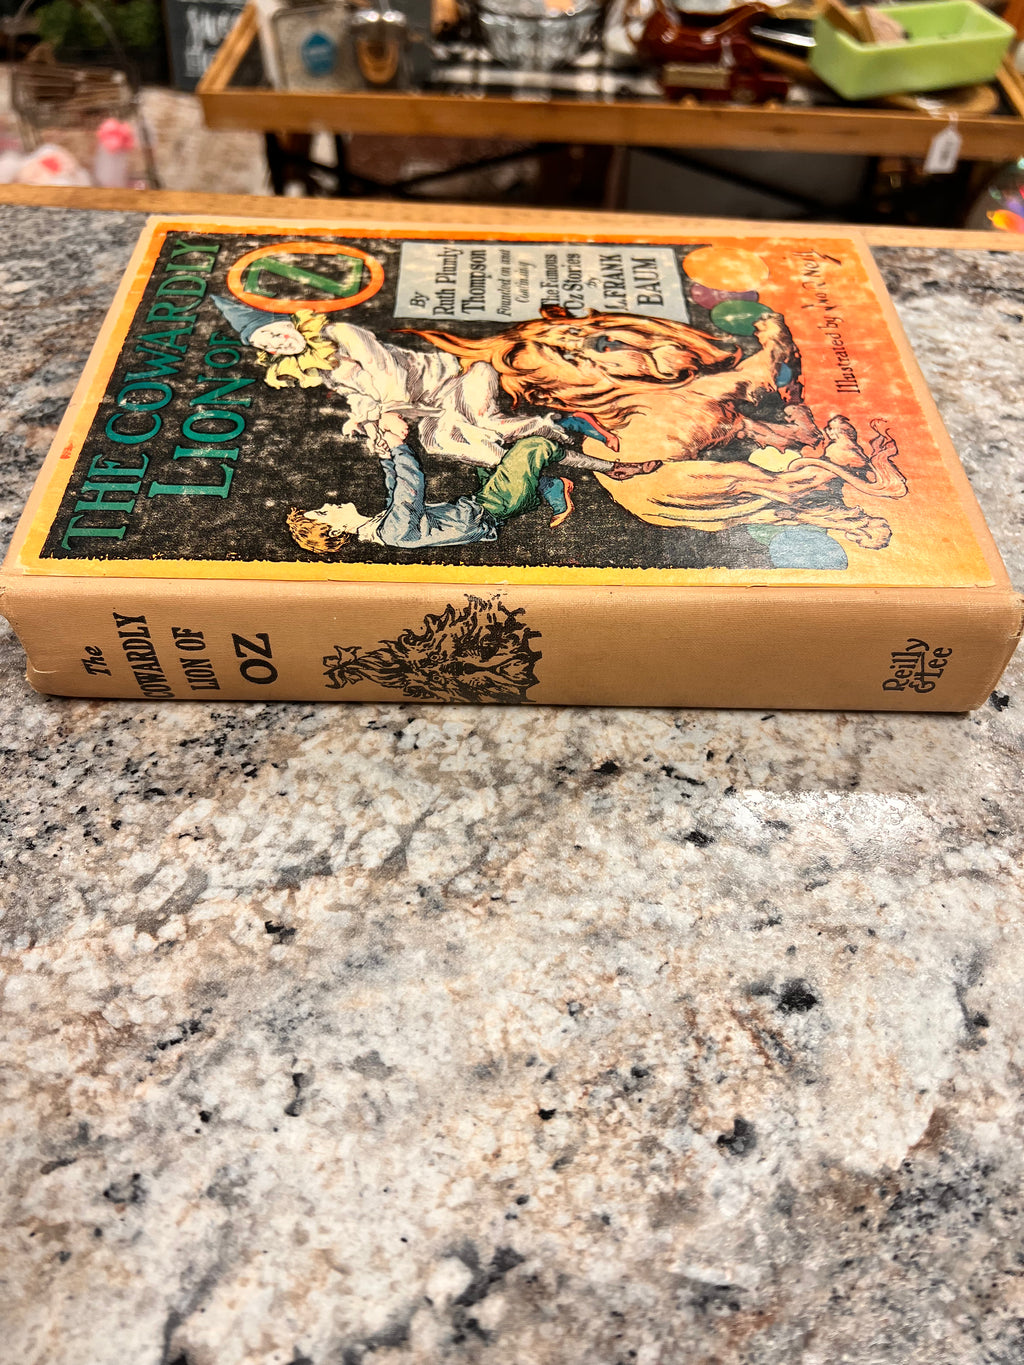 THE COWARDLY
LION OF
OZ
By
Ruth Plumly
Thompson
Founded on and
Continuing
The Famous
Oz Stories
By
L. FRANK
BAUM
Illustrated by Jno R Neill
The
COWARDLY
LION OF
OZ
Reilly
& Lee